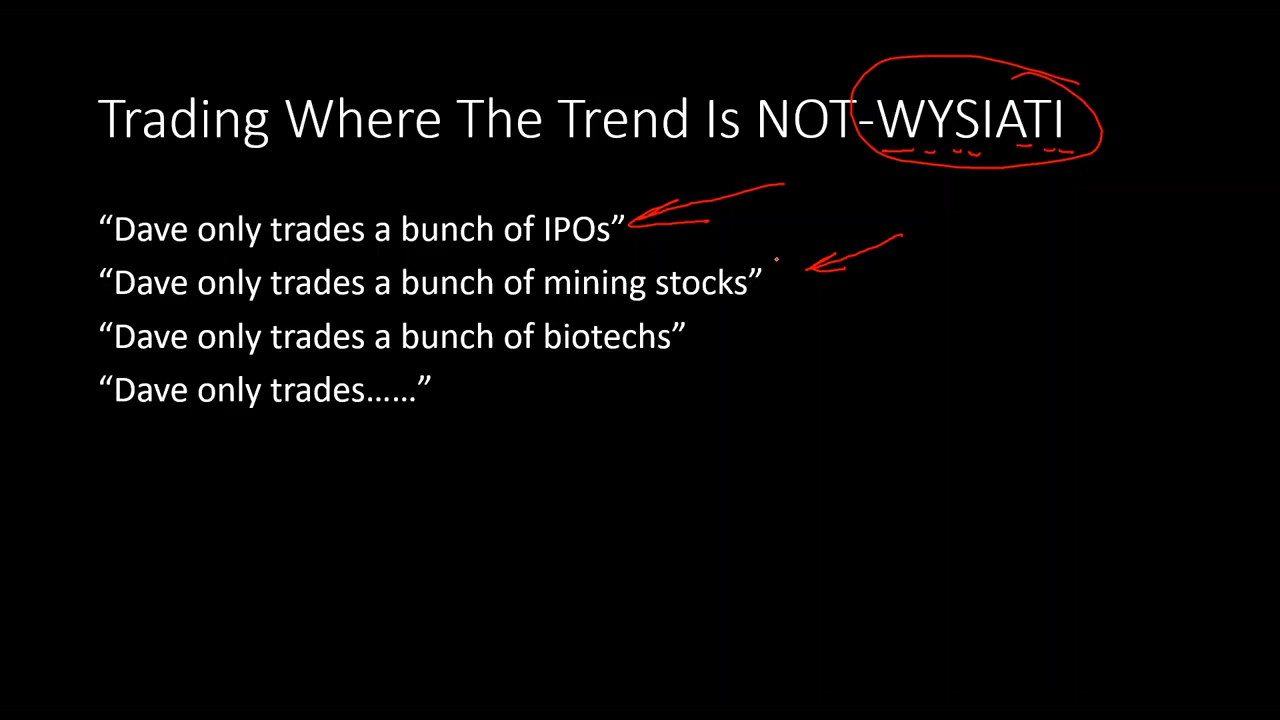 Trading Where The Trend Is NOT-WYSIATI
“Dave only trades a bunch of IPOs”
“Dave only trades a bunch of mining stocks”
“Dave only trades a bunch of biotechs”
“Dave only trades……”